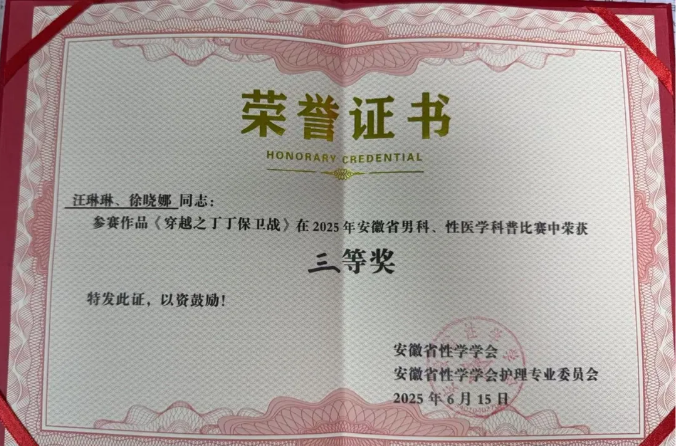 荣誉证书
HONORARY CREDENTIAL
汪琳琳、徐晓娜 同志：
参赛作品《穿越之丁丁保卫战》在2025年安徽省男科、性医学科普比赛中荣获
三等奖
特发此证，以资鼓励！
安徽省性学学会
安徽省性学学会护理专业委员会
2025年6月15日